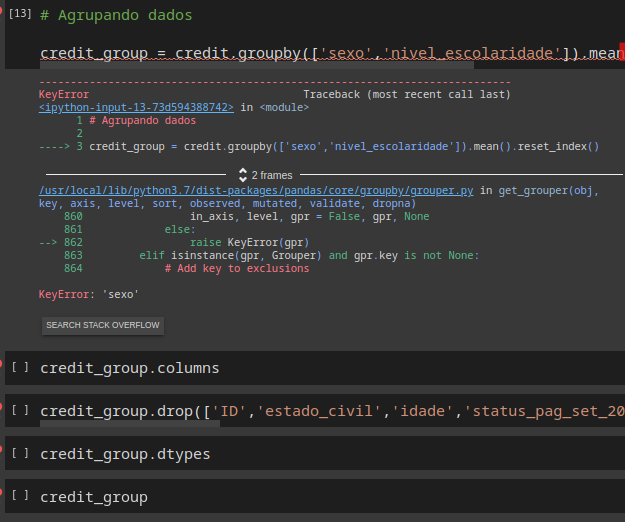 [13] # Agrupando dados
credit_group = credit.groupby(['sexo','nivel_escolaridade']).mean
---------------------------------------------------------------------------
KeyError                                  Traceback (most recent call last)
<ipython-input-13-73d594388742> in <module>
1 # Agrupando dados
2
----> 3 credit_group = credit.groupby(['sexo','nivel_escolaridade']).mean().reset_index()
2 frames
/usr/local/lib/python3.7/dist-packages/pandas/core/groupby/grouper.py in get_grouper(obj,
key, axis, level, sort, observed, mutated, validate, dropna)
860                 in_axis, level, gpr = False, gpr, None
861             else:
--> 862                 raise KeyError(gpr)
863         elif isinstance(gpr, Grouper) and gpr.key is not None:
864             # Add key to exclusions
KeyError: 'sexo'
SEARCH STACK OVERFLOW
[ ] credit_group.columns
[ ] credit_group.drop(['ID','estado_civil','idade','status_pag_set_20
[ ] credit_group.dtypes
[ ] credit_group